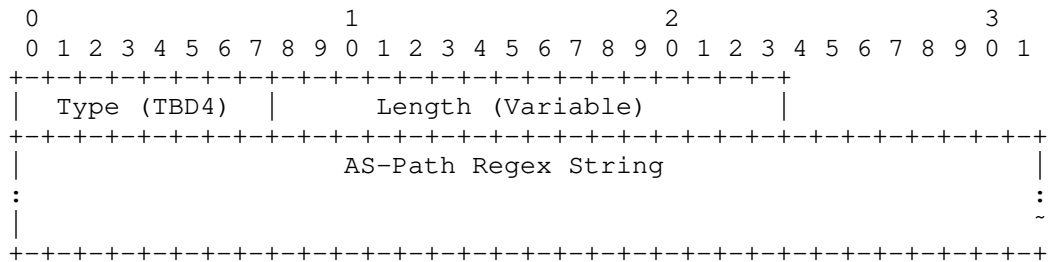 0                   1                   2                   3
 0 1 2 3 4 5 6 7 8 9 0 1 2 3 4 5 6 7 8 9 0 1 2 3 4 5 6 7 8 9 0 1
+-+-+-+-+-+-+-+-+-+-+-+-+-+-+-+-+-+-+-+-+-+-+-+-+
|  Type (TBD4)  |      Length (Variable)        |
+-+-+-+-+-+-+-+-+-+-+-+-+-+-+-+-+-+-+-+-+-+-+-+-+-+-+-+-+-+-+-+-+
|                    AS-Path Regex String                       |
:                                                               :
|                                                               ~
+-+-+-+-+-+-+-+-+-+-+-+-+-+-+-+-+-+-+-+-+-+-+-+-+-+-+-+-+-+-+-+-+